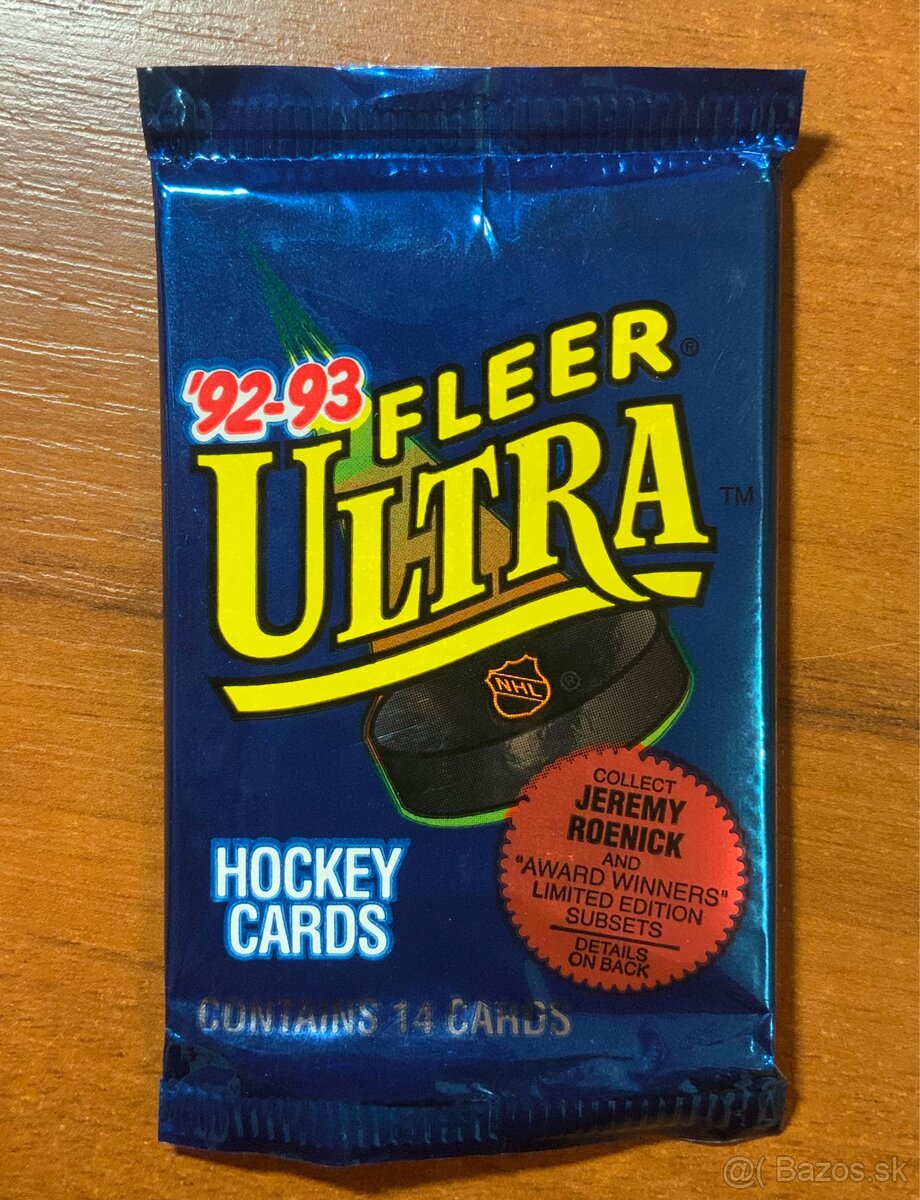 '92-93
FLEER®
ULTRA™
NHL®
COLLECT
JEREMY
ROENICK
AND
"AWARD WINNERS"
LIMITED EDITION
SUBSETS
DETAILS
ON BACK
HOCKEY
CARDS
CONTAINS 14 CARDS
@( Bazos.sk